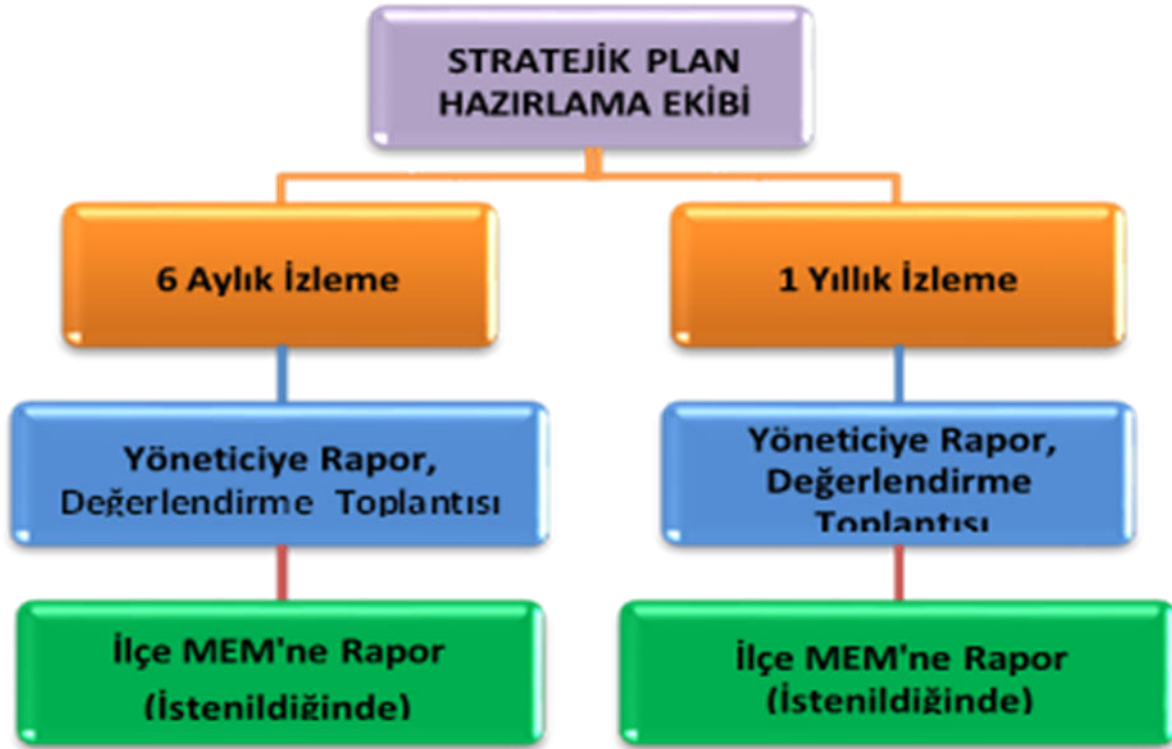 STRATEJİK PLAN
HAZIRLAMA EKİBİ
6 Aylık İzleme
1 Yıllık İzleme
Yöneticiye Rapor,
Değerlendirme Toplantısı
Yöneticiye Rapor,
Değerlendirme
Toplantısı
İlçe MEM'ne Rapor
(İstenildiğinde)
İlçe MEM'ne Rapor
(İstenildiğinde)